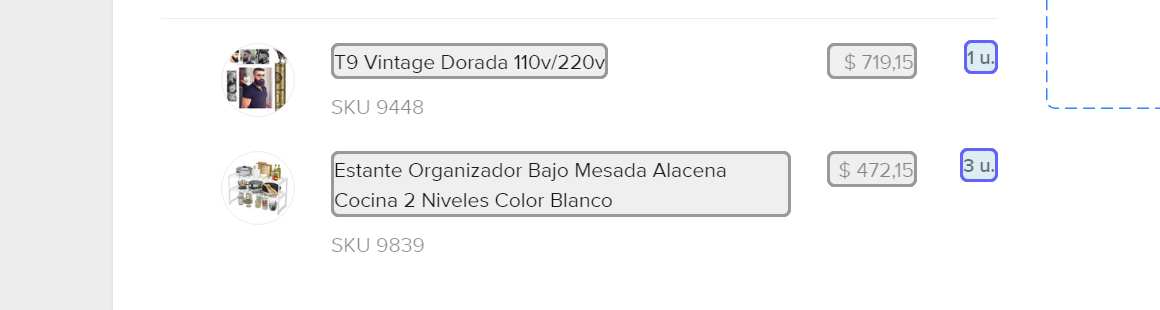 T9 Vintage Dorada 110v/220v $ 719,15 1 u.
SKU 9448
Estante Organizador Bajo Mesada Alacena $ 472,15 3 u.
Cocina 2 Niveles Color Blanco
SKU 9839